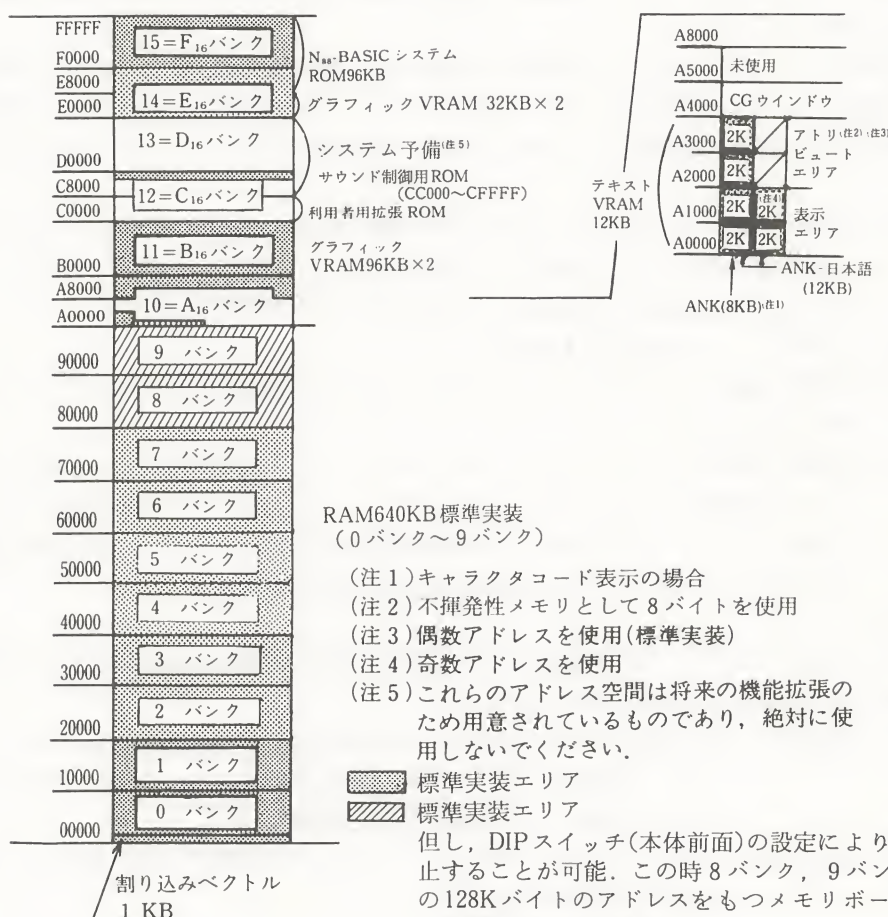 FFFFF
15=F₁₆バンク
F0000
N₈₈-BASIC システム
ROM96KB
E8000
14=E₁₆バンク
E0000
グラフィックVRAM 32KB×2
13=D₁₆バンク
システム予備(注5)
D0000
サウンド制御用ROM
(CC000〜CFFFF)
C8000
12=C₁₆バンク
利用者用拡張ROM
C0000
11=B₁₆バンク
グラフィック
VRAM96KB×2
B0000
A8000
10=A₁₆バンク
A0000
9 バンク
90000
8 バンク
80000
7 バンク
70000
6 バンク
60000
5 バンク
50000
4 バンク
40000
3 バンク
30000
2 バンク
20000
1 バンク
10000
0 バンク
00000
割り込みベクトル
1 KB
A8000
A5000 未使用
A4000 CGウインドウ
A3000 2K アトリ(注2)・(注3)
ビュート
A2000 2K エリア
テキスト
VRAM
12KB
A1000 2K (注4) 2K 表示
エリア
A0000 2K 2K
ANK-日本語
(12KB)
ANK(8KB)(注1)
RAM640KB標準実装
(0バンク〜9バンク)
(注1)キャラクタコード表示の場合
(注2)不揮発性メモリとして8バイトを使用
(注3)偶数アドレスを使用(標準実装)
(注4)奇数アドレスを使用
(注5)これらのアドレス空間は将来の機能拡張の
ため用意されているものであり，絶対に使
用しないでください．
標準実装エリア
標準実装エリア
但し，DIPスイッチ(本体前面)の設定により
止することが可能．この時8バンク，9バン
の128Kバイトのアドレスをもつメモリボー